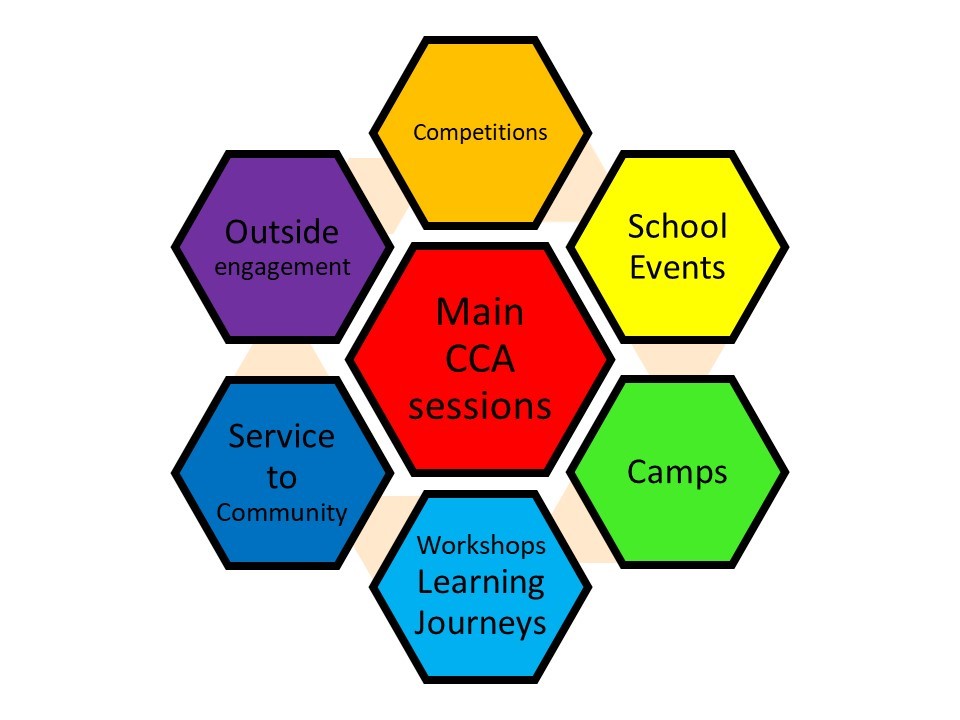 Competitions
Outside
engagement
School
Events
Main
CCA
sessions
Service
to
Community
Camps
Workshops
Learning
Journeys